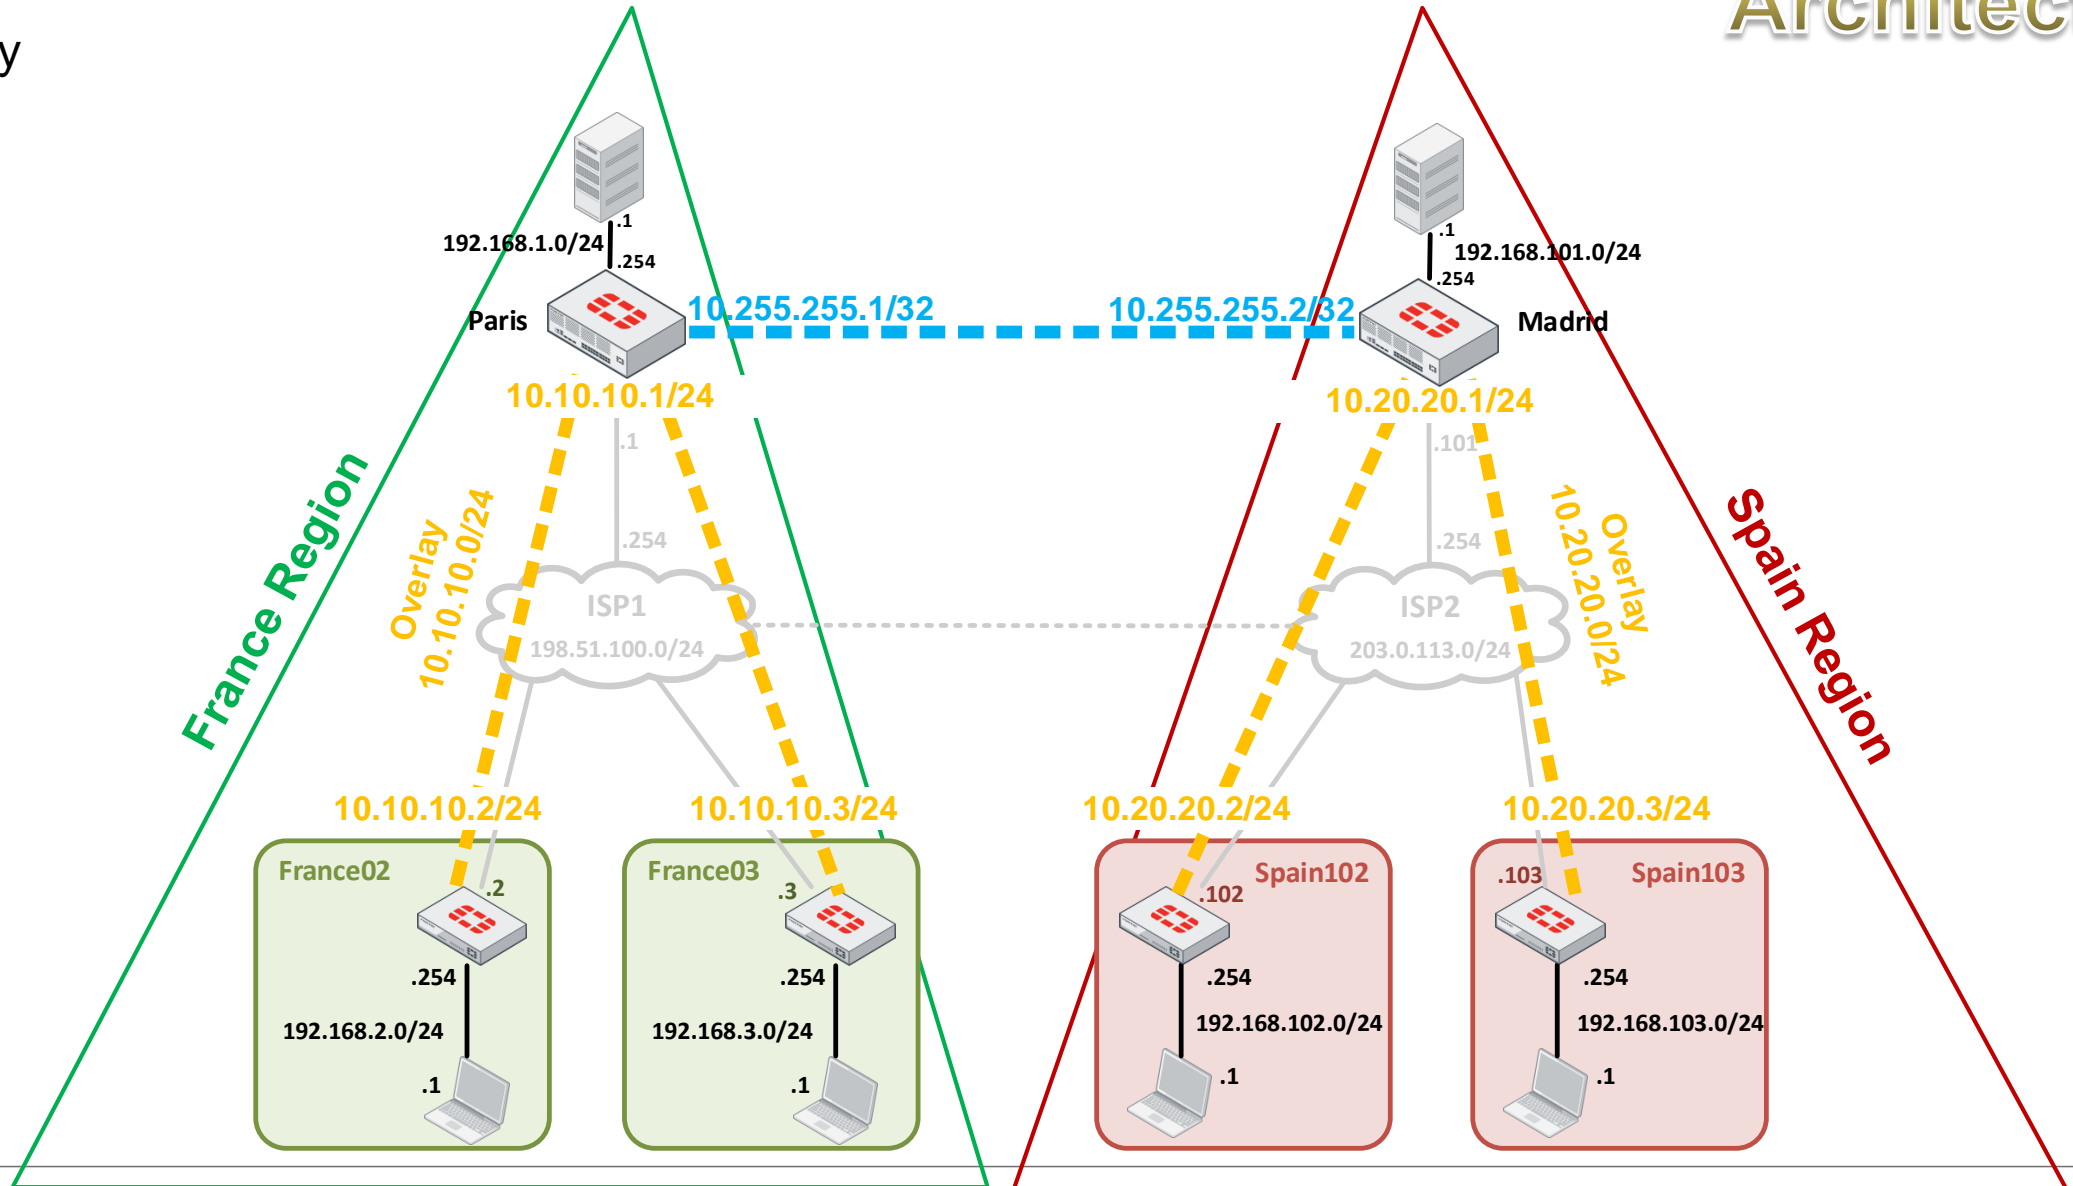 y
Architec
.1
192.168.1.0/24
.254
Paris
10.255.255.1/32
10.255.255.2/32
.1
192.168.101.0/24
.254
Madrid
10.10.10.1/24
10.20.20.1/24
.1
.101
France Region
Overlay
10.10.10.0/24
.254
ISP1
198.51.100.0/24
.254
ISP2
203.0.113.0/24
Overlay
10.20.20.0/24
Spain Region
10.10.10.2/24
10.10.10.3/24
10.20.20.2/24
10.20.20.3/24
France02
.2
.254
192.168.2.0/24
.1
France03
.3
.254
192.168.3.0/24
.1
Spain102
.102
.254
192.168.102.0/24
.1
Spain103
.103
.254
192.168.103.0/24
.1